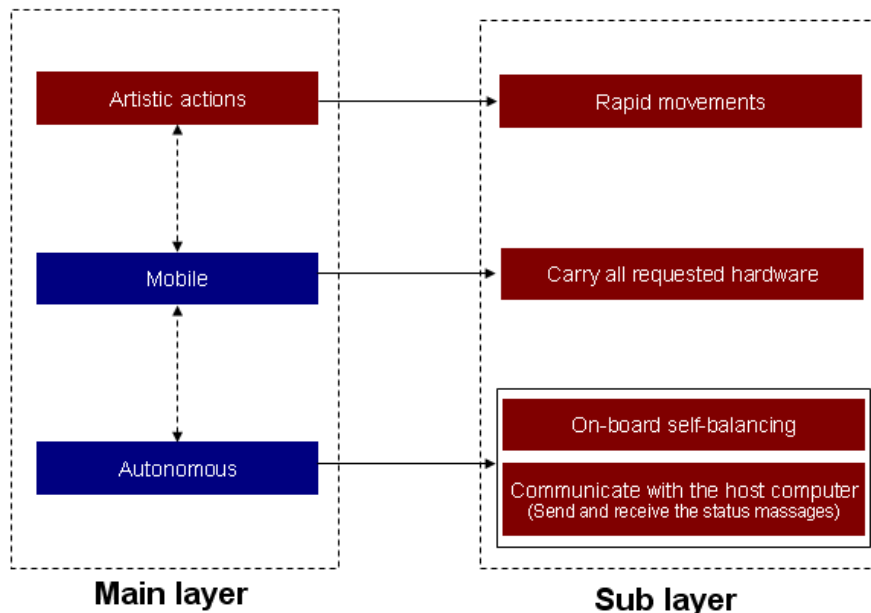 Artistic actions
Rapid movements
Mobile
Carry all requested hardware
On-board self-balancing
Autonomous
Communicate with the host computer
(Send and receive the status massages)
Main layer
Sub layer